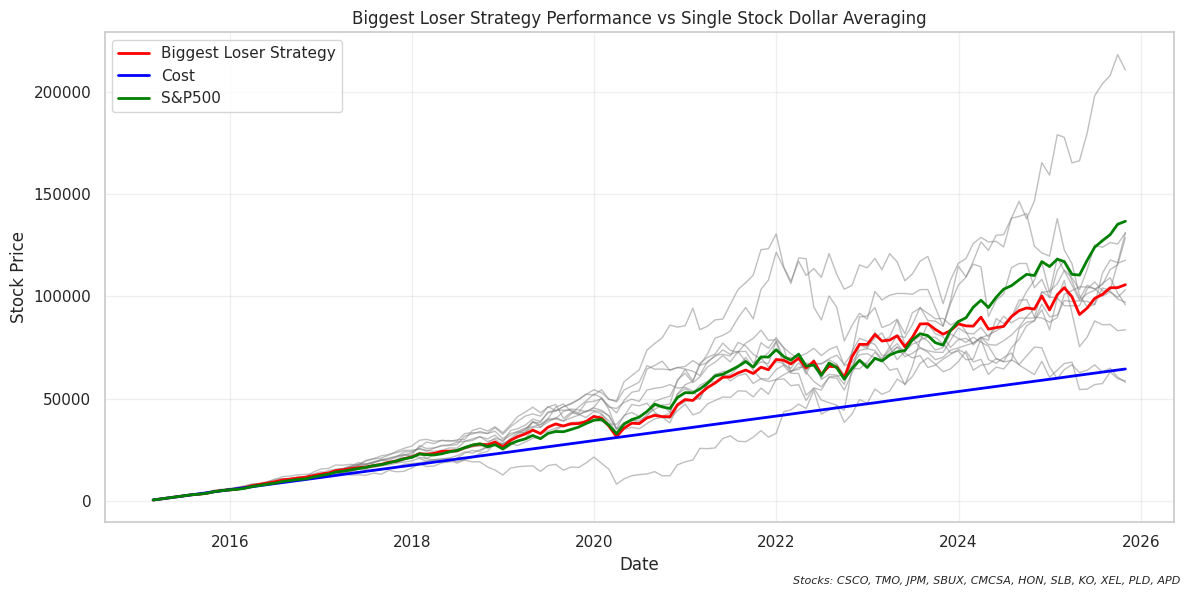 Biggest Loser Strategy Performance vs Single Stock Dollar Averaging
Biggest Loser Strategy
Cost
S&P500
Stock Price
200000
150000
100000
50000
0
2016
2018
2020
2022
2024
2026
Date
Stocks: CSCO, TMO, JPM, SBUX, CMCSA, HON, SLB, KO, XEL, PLD, APD